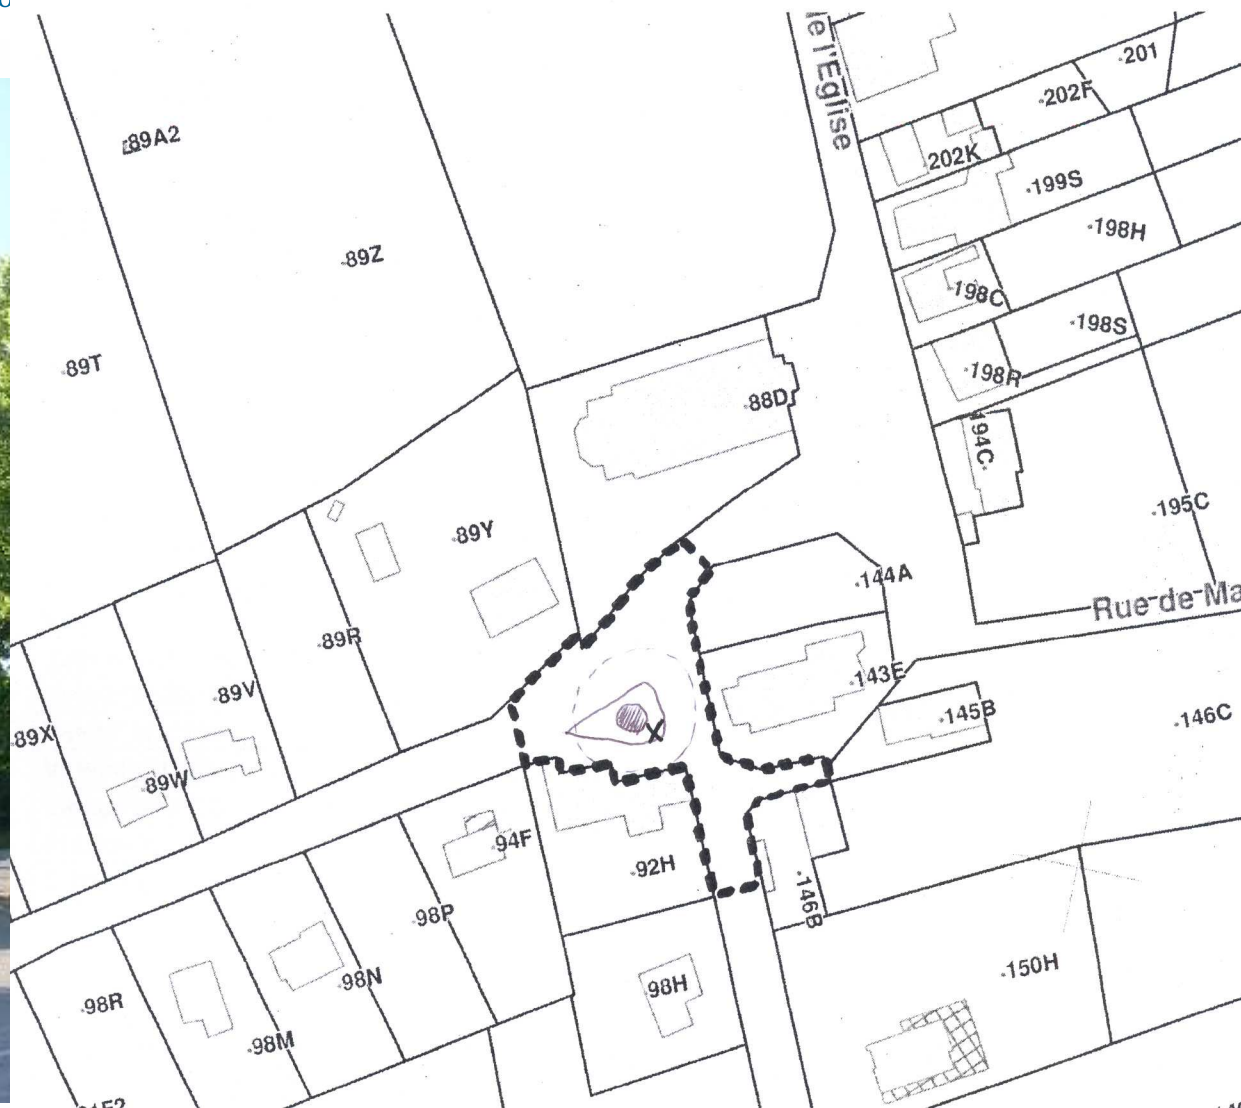 de l'Eglise
.201
.202F
89A2
202K
.199S
.198H
.89Z
.198C
.198S
.89T
.198R
.88D
194C
.195C
.89Y
.144A
Rue-de-Ma
.89R
.143E
.89V
.145B
.146C
89X
X
.89W
.94F
.92H
.146B
.98P
.150H
.98N
.98H
.98R
.98M